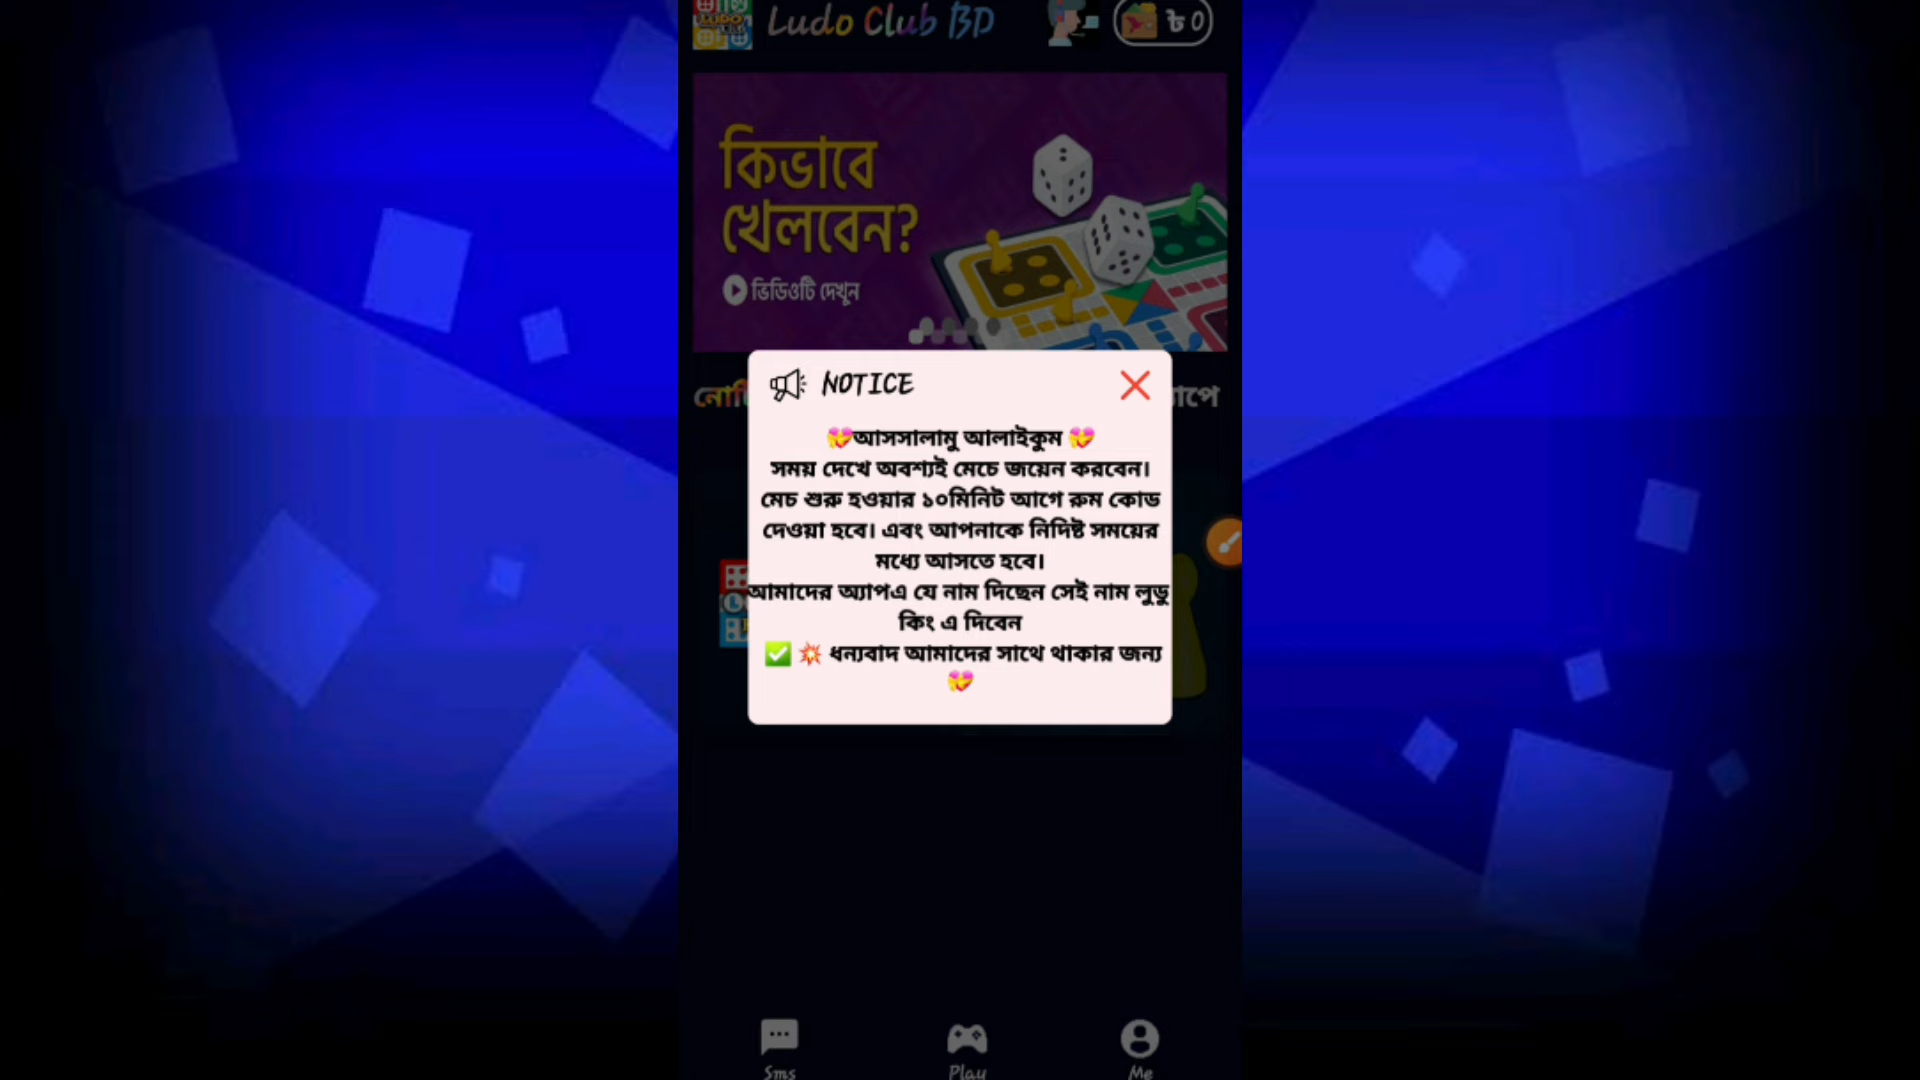 LUDO
Ludo Club BD
৳ 0
কিভাবে
খেলবেন?
ভিডিওটি দেখুন
NOTICE
💝আসসালামু আলাইকুম 💝
সময় দেখে অবশ্যই মেচে জয়েন করবেন।
মেচ শুরু হওয়ার ১০মিনিট আগে রুম কোড
দেওয়া হবে। এবং আপনাকে নিদিষ্ট সময়ের
মধ্যে আসতে হবে।
আমাদের অ্যাপএ যে নাম দিছেন সেই নাম লুডু
কিং এ দিবেন
✅ 💥 ধন্যবাদ আমাদের সাথে থাকার জন্য
💝
Sms
Play
Me